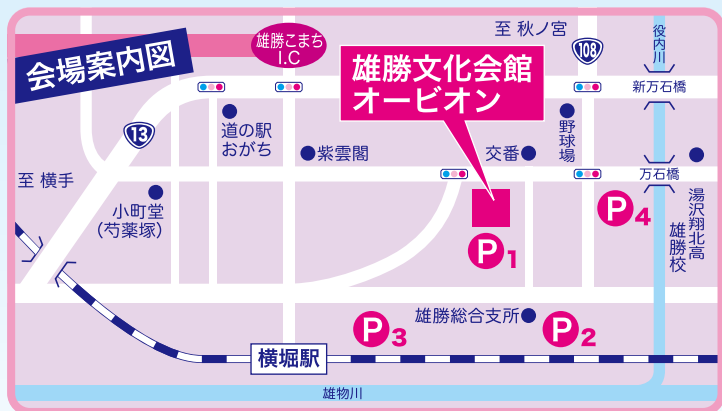 会場案内図
雄勝こまち
I.C
至 秋ノ宮
108
役内川
雄勝文化会館
オービオン
新万石橋
13
道の駅
おがち
紫雲閣
交番
野球場
万石橋
至 横手
小町堂
(芍薬塚)
P1
P4
湯沢翔北高
雄勝校
雄勝総合支所
P3
P2
横堀駅
雄物川